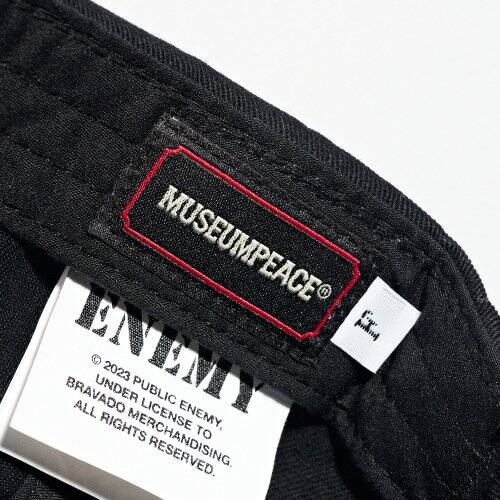 MUSEUMPEACE®
L
ENEMY
© 2023 PUBLIC ENEMY,
UNDER LICENSE TO
BRAVADO MERCHANDISING.
ALL RIGHTS RESERVED.